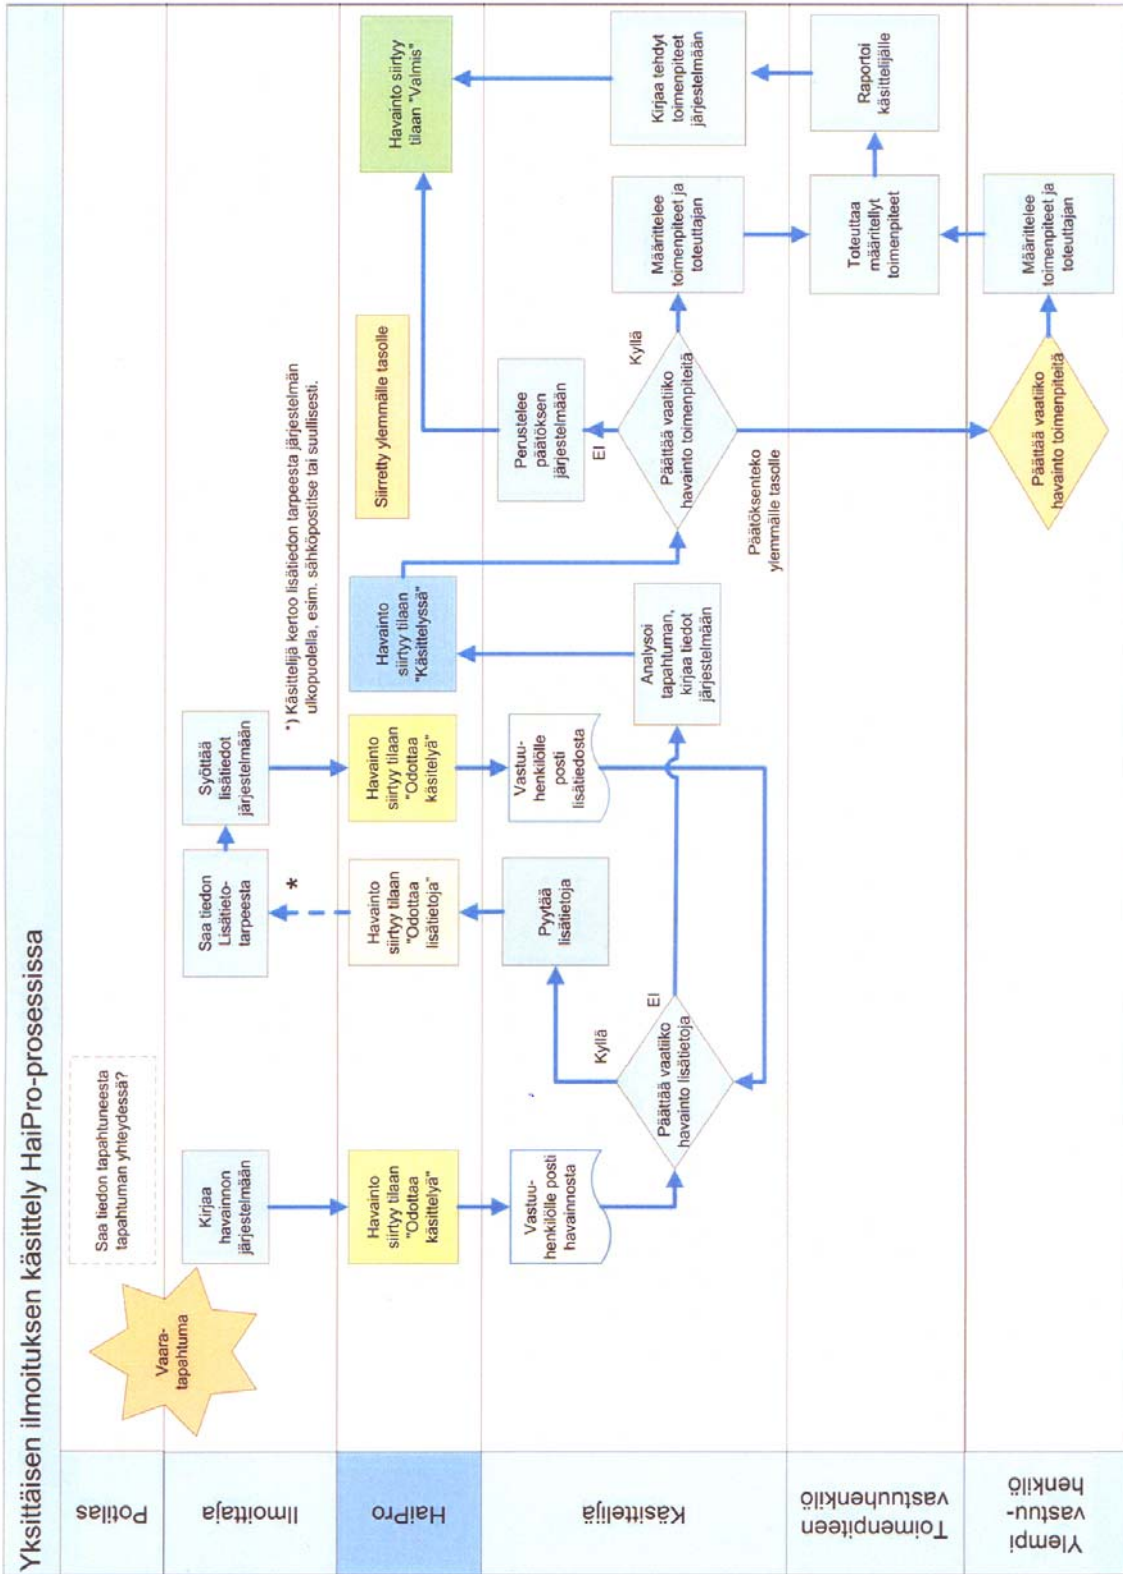 Yksittäisen ilmoituksen käsittely HaiPro-prosessissa
Potilas
Vaara-
tapahtuma
Saa tiedon tapahtuneesta
tapahtuman yhteydessä?
Ilmoittaja
Kirjaa
havainnon
järjestelmään
Saa tiedon
Lisätieto-
tarpeesta
Syöttää
lisätiedot
järjestelmään
*
*) Käsittelijä kertoo lisätiedon tarpeesta järjestelmän
ulkopuolella, esim. sähköpostitse tai suullisesti.
HaiPro
Havainto
siirtyy tilaan
"Odottaa
käsittelyä"
Havainto
siirtyy tilaan
"Odottaa
lisätietoja"
Havainto
siirtyy tilaan
"Odottaa
käsitelyä"
Havainto
siirtyy tilaan
"Käsittelyssä"
Siirretty ylemmälle tasolle
Havainto siirtyy
tilaan "Valmis"
Käsittelijä
Vastuu-
henkilölle posti
havainnosta
Päättää vaatiiko
havainto lisätietoja
Kyllä
EI
Pyytää
lisätietoja
Vastuu-
henkilölle
posti
lisätiedosta
Analysoi
tapahtuman,
kirjaa tiedot
järjestelmään
Perustelee
päätöksen
järjestelmään
EI
Päättää vaatiiko
havainto toimenpiteitä
Kyllä
Päätöksenteko
ylemmälle tasolle
Määrittelee
toimenpiteet ja
toteuttajan
Kirjaa tehdyt
toimenpiteet
järjestelmään
Toimenpiteen
vastuuhenkilö
Toteuttaa
määritellyt
toimenpiteet
Raportoi
käsittelijälle
Ylempi
vastuu-
henkilö
Päättää vaatiiko
havainto toimenpiteitä
Määrittelee
toimenpiteet ja
toteuttajan